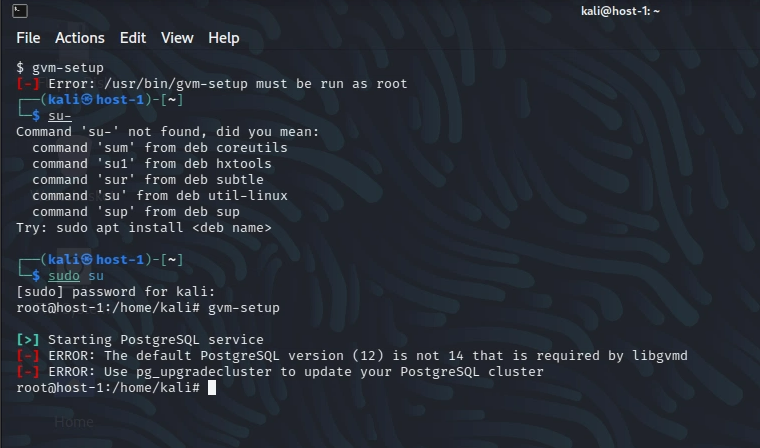 kali@host-1: ~
File Actions Edit View Help
$ gvm-setup
[-] Error: /usr/bin/gvm-setup must be run as root
┌──(kali㉿host-1)-[~]
└─$ su-
Command 'su-' not found, did you mean:
  command 'sum' from deb coreutils
  command 'su1' from deb hxtools
  command 'sur' from deb subtle
  command 'su' from deb util-linux
  command 'sup' from deb sup
Try: sudo apt install <deb name>
┌──(kali㉿host-1)-[~]
└─$ sudo su
[sudo] password for kali:
root@host-1:/home/kali# gvm-setup
[>] Starting PostgreSQL service
[-] ERROR: The default PostgreSQL version (12) is not 14 that is required by libgvmd
[-] ERROR: Use pg_upgradecluster to update your PostgreSQL cluster
root@host-1:/home/kali#
Home